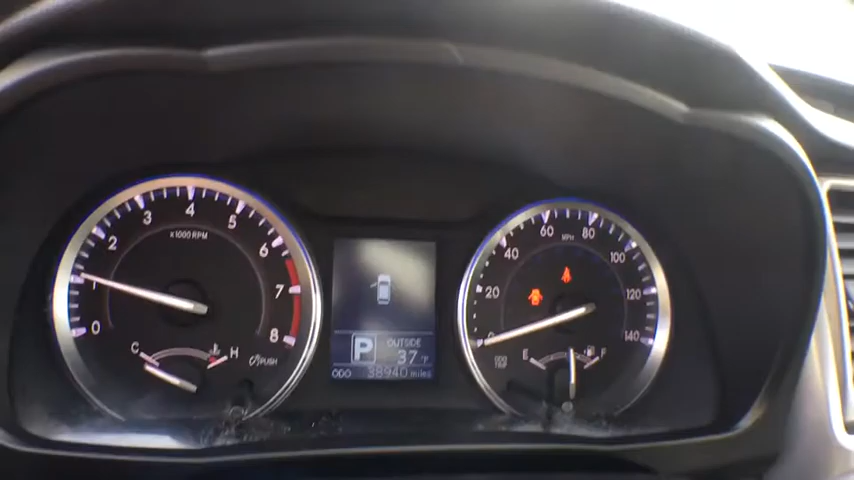 0 1 2 3 4 5 6 7 8
x1000 RPM
C H
PUSH
P
OUTSIDE
37 °F
ODO 38940 miles
0 20 40 60 80 100 120 140
MPH
ODO
TRIP
E F